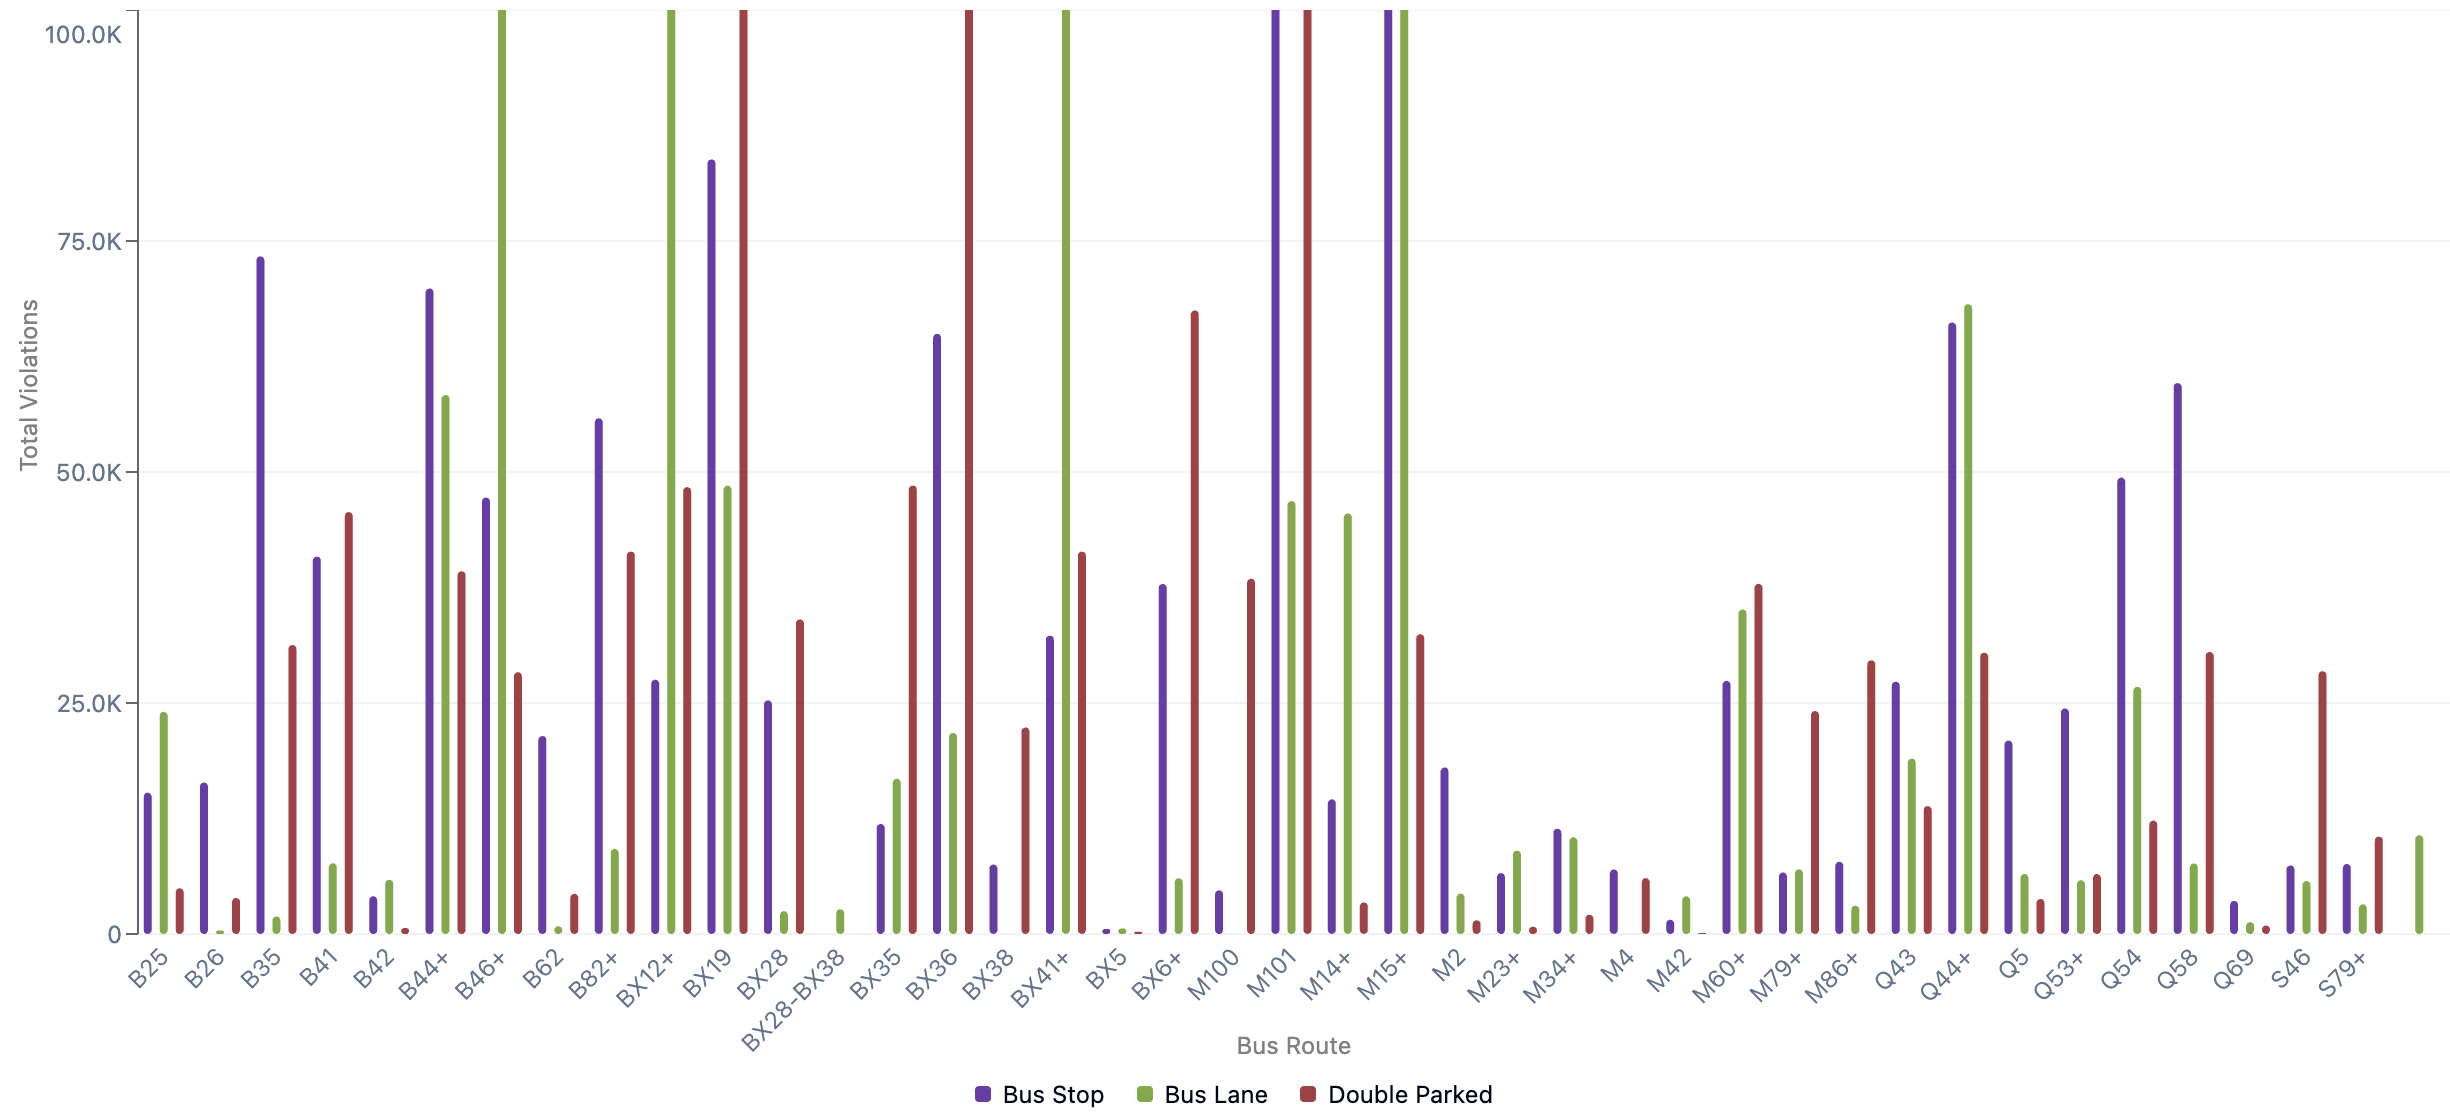 100.0K
75.0K
50.0K
25.0K
0
Total Violations
B25
B26
B35
B41
B42
B44+
B46+
B62
B82+
BX12+
BX19
BX28
BX28-BX38
BX35
BX36
BX38
BX41+
BX5
BX6+
M100
M101
M14+
M15+
M2
M23+
M34+
M4
M42
M60+
M79+
M86+
Q43
Q44+
Q5
Q53+
Q54
Q58
Q69
S46
S79+
Bus Route
Bus Stop Bus Lane Double Parked